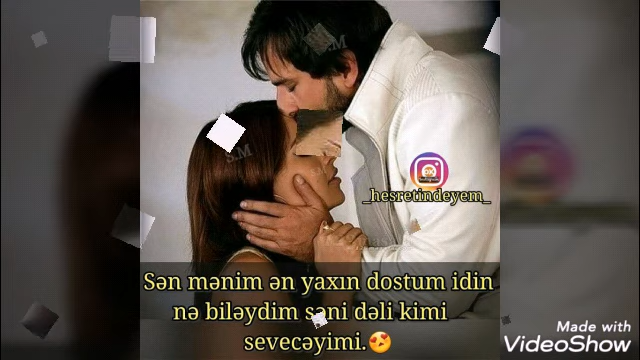 S.M
S.M
_hesretindeyem_
Sən mənim ən yaxın dostum idin
nə biləydim səni dəli kimi
sevecəyimi.😍
Made with
VideoShow